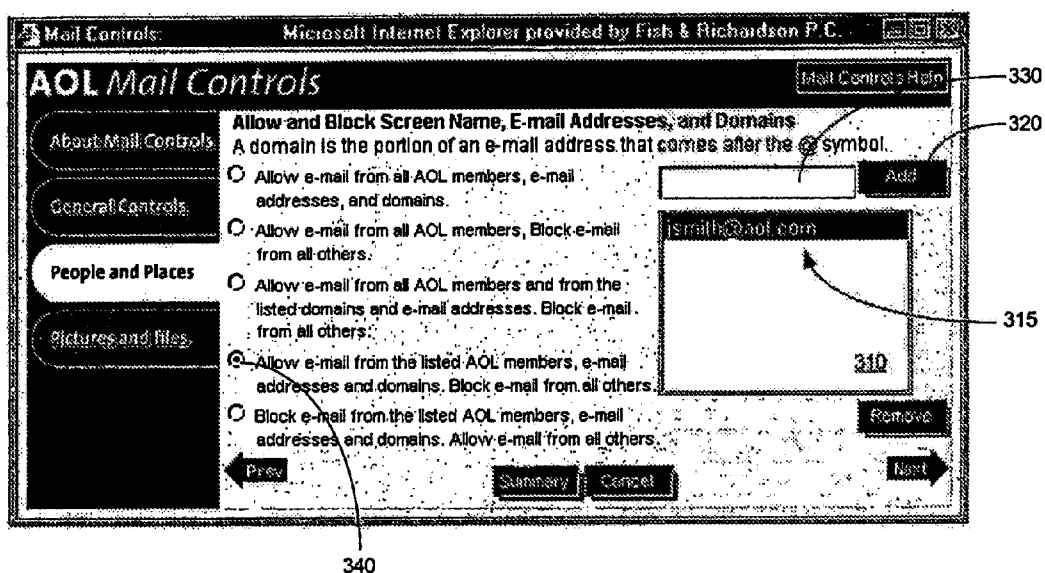 Mail Controls: Microsoft Internet Explorer provided by Fish & Richardson P.C.
AOL Mail Controls
Mail Controls Help
330
About Mail Controls
General Controls
People and Places
Pictures and files
Allow and Block Screen Name, E-mail Addresses, and Domains
A domain is the portion of an e-mail address that comes after the @ symbol.
320
Allow e-mail from all AOL members, e-mail
addresses, and domains.
Allow e-mail from all AOL members, Block e-mail
from all others.
Allow e-mail from all AOL members and from the
listed domains and e-mail addresses. Block e-mail
from all others.
Allow e-mail from the listed AOL members, e-mail
addresses and domains. Block e-mail from all others.
Block e-mail from the listed AOL members, e-mail
addresses and domains. Allow e-mail from all others.
Add
jsmith@aol.com
315
310
Remove
Prev
Summary
Cancel
Next
340